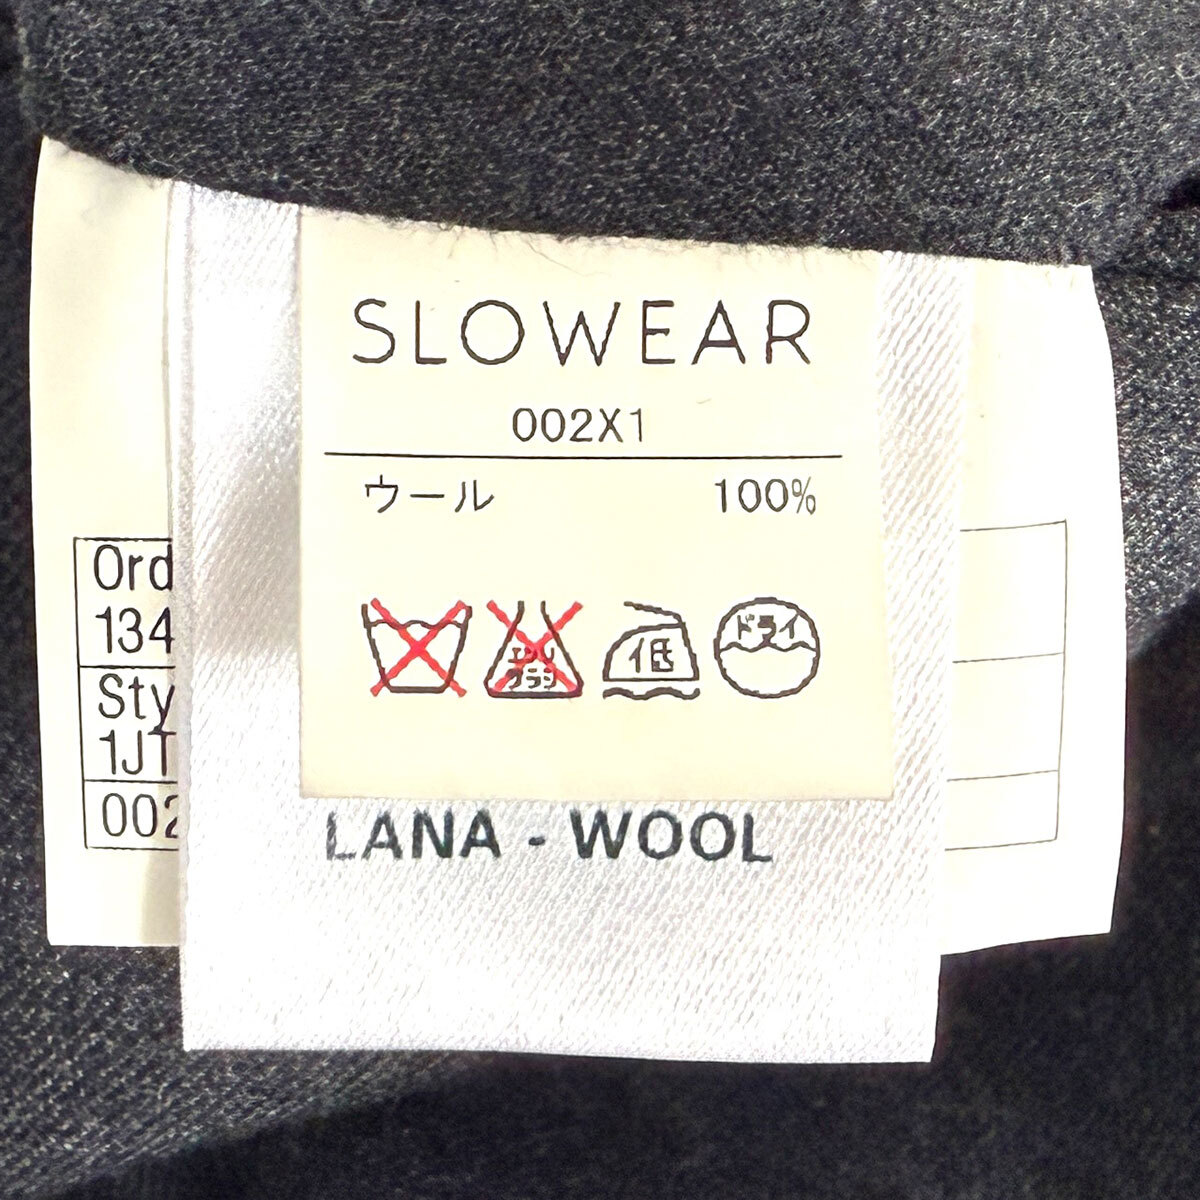 SLOWEAR
002X1
ウール 100%
エンソ
サラシ
低
ドライ
LANA - WOOL
Ord
134
Sty
1JT
002